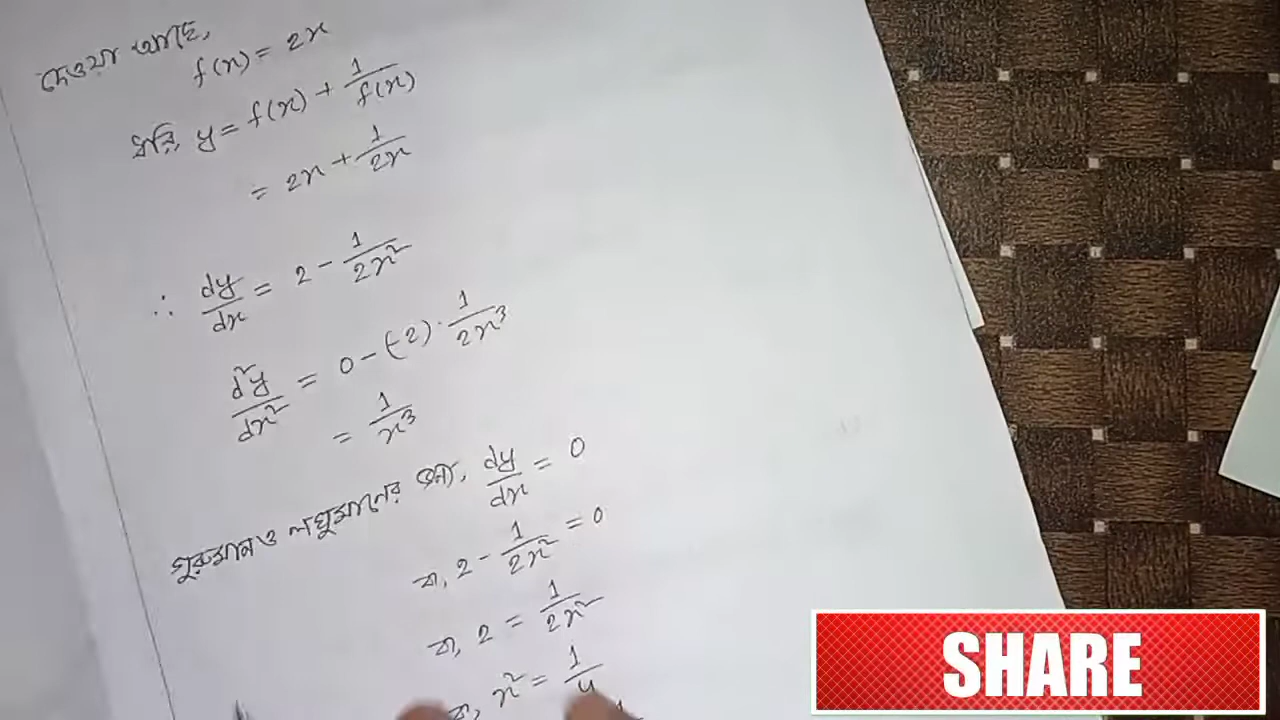 দেওয়া আছে,
f(x) = 2x
ধরি, y = f(x) + 1/f(x)
= 2x + 1/2x
∴ dy/dx = 2 - 1/2x²
d²y/dx² = 0 - (-2) · 1/2x³
= 1/x³
গুরুমান ও লঘুমানের জন্য, dy/dx = 0
বা, 2 - 1/2x² = 0
বা, 2 = 1/2x²
বা, x² = 1/4
SHARE